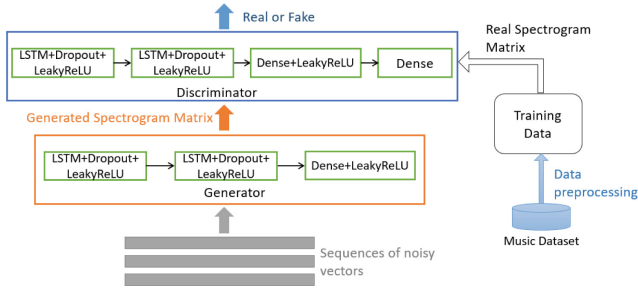 Real or Fake
Real Spectrogram
Matrix
LSTM+Dropout+
LeakyReLU
LSTM+Dropout+
LeakyReLU
Dense+LeakyReLU
Dense
Discriminator
Generated Spectrogram Matrix
Training
Data
LSTM+Dropout+
LeakyReLU
LSTM+Dropout+
LeakyReLU
Dense+LeakyReLU
Generator
Data
preprocessing
Music Dataset
Sequences of noisy
vectors